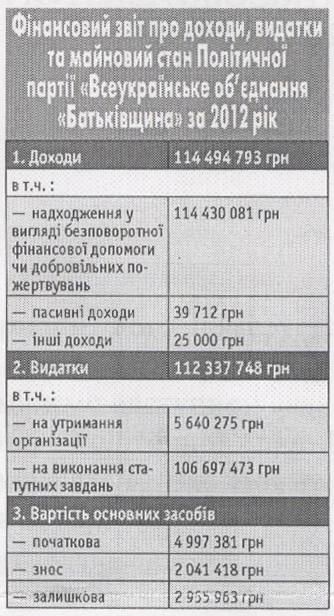 Фінансовий звіт про доходи, видатки
та майновий стан Політичної
партії «Всеукраїнське об'єднання
«Батьківщина» за 2012 рік
1. Доходи 114 494 793 грн
в т.ч. :
— надходження у 114 430 081 грн
вигляді безповоротної
фінансової допомоги
чи добровільних по-
жертвувань
— пасивні доходи 39 712 грн
— інші доходи 25 000 грн
2. Видатки 112 337 748 грн
в т.ч. :
— на утримання 5 640 275 грн
організації
— на виконання ста- 106 697 473 грн
тутних завдань
3. Вартість основних засобів
— початкова 4 997 381 грн
— знос 2 041 418 грн
— залишкова 2 955 963 грн